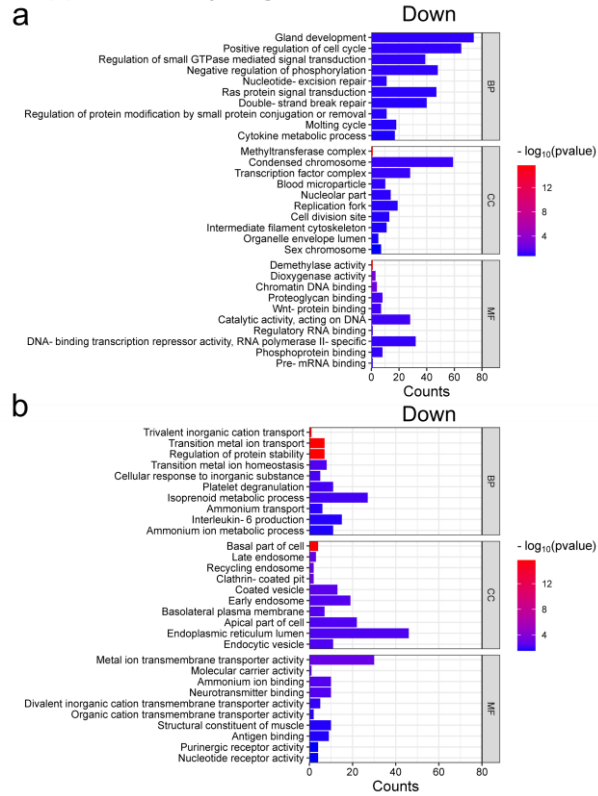 a
Down
Gland development
Positive regulation of cell cycle
Regulation of small GTPase mediated signal transduction
Negative regulation of phosphorylation
Nucleotide- excision repair
Ras protein signal transduction
Double- strand break repair
Regulation of protein modification by small protein conjugation or removal
Molting cycle
Cytokine metabolic process
BP
Methyltransferase complex
Condensed chromosome
Transcription factor complex
Blood microparticle
Nucleolar part
Replication fork
Cell division site
Intermediate filament cytoskeleton
Organelle envelope lumen
Sex chromosome
CC
Demethylase activity
Dioxygenase activity
Chromatin DNA binding
Proteoglycan binding
Wnt- protein binding
Catalytic activity, acting on DNA
Regulatory RNA binding
DNA- binding transcription repressor activity, RNA polymerase II- specific
Phosphoprotein binding
Pre- mRNA binding
MF
0 20 40 60 80
Counts
- log10(pvalue)
12
8
4
b
Down
Trivalent inorganic cation transport
Transition metal ion transport
Regulation of protein stability
Transition metal ion homeostasis
Cellular response to inorganic substance
Platelet degranulation
Isoprenoid metabolic process
Ammonium transport
Interleukin- 6 production
Ammonium ion metabolic process
BP
Basal part of cell
Late endosome
Recycling endosome
Clathrin- coated pit
Coated vesicle
Early endosome
Basolateral plasma membrane
Apical part of cell
Endoplasmic reticulum lumen
Endocytic vesicle
CC
Metal ion transmembrane transporter activity
Molecular carrier activity
Ammonium ion binding
Neurotransmitter binding
Divalent inorganic cation transmembrane transporter activity
Organic cation transmembrane transporter activity
Structural constituent of muscle
Antigen binding
Purinergic receptor activity
Nucleotide receptor activity
MF
0 20 40 60 80
Counts
- log10(pvalue)
12
8
4